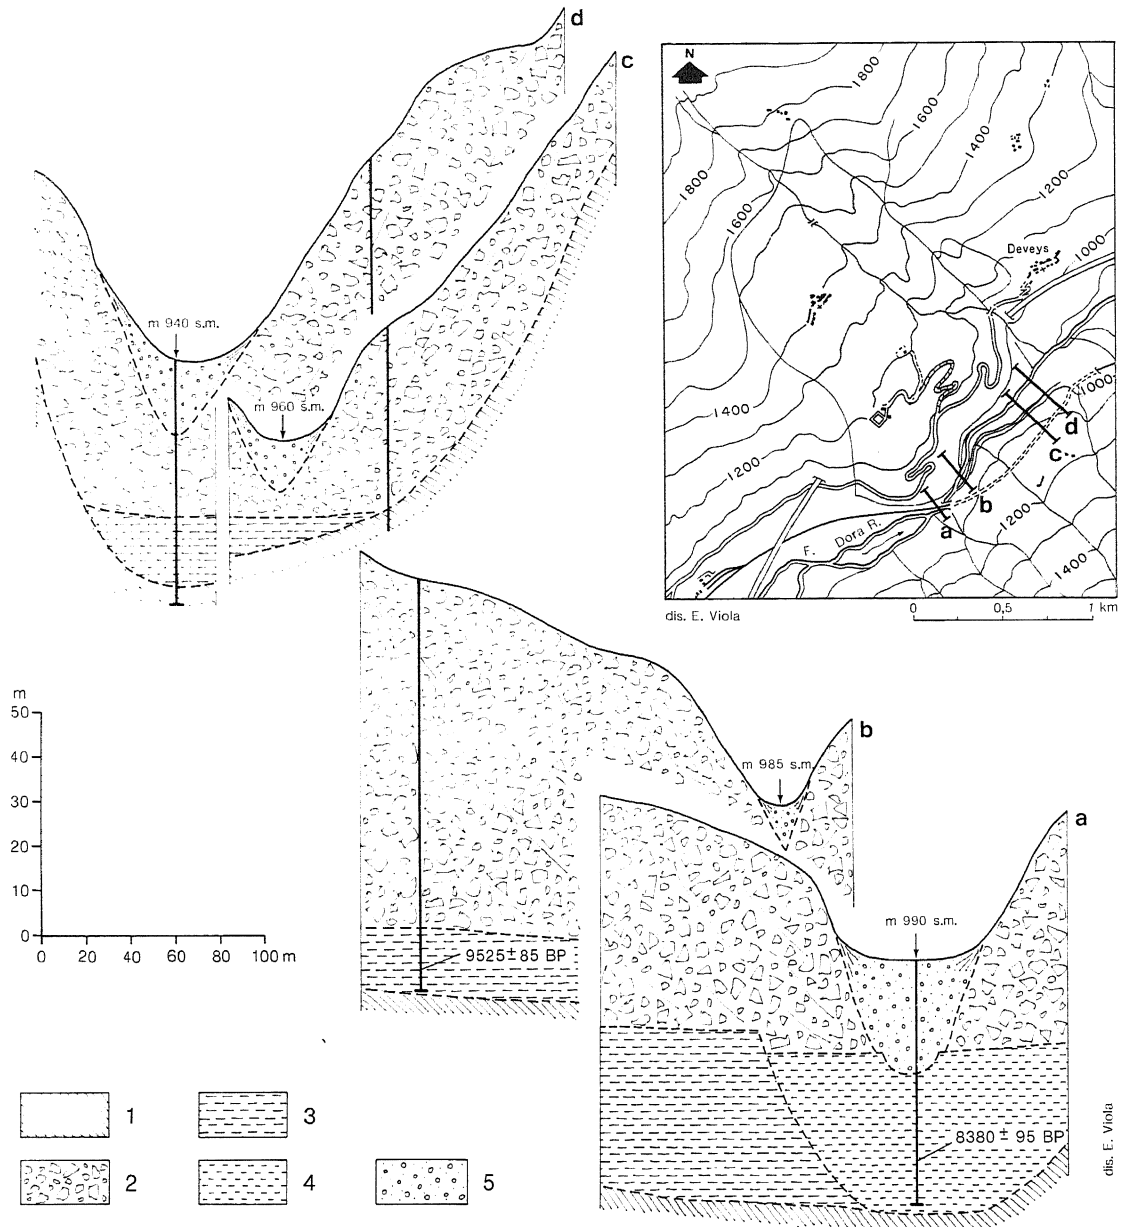 d
c
m 940 s.m.
m 960 s.m.
N
1800
1600
1400
1200
1800
1600
Deveys
1000
1400
1200
1000
d
c
b
a
1200
1400
F. Dora R.
dis. E. Viola
0 0,5 1 km
m
50
40
30
20
10
0
0 20 40 60 80 100 m
b
m 985 s.m.
9525 ± 85 BP
a
m 990 s.m.
8380 ± 95 BP
dis. E. Viola
1
3
2
4
5